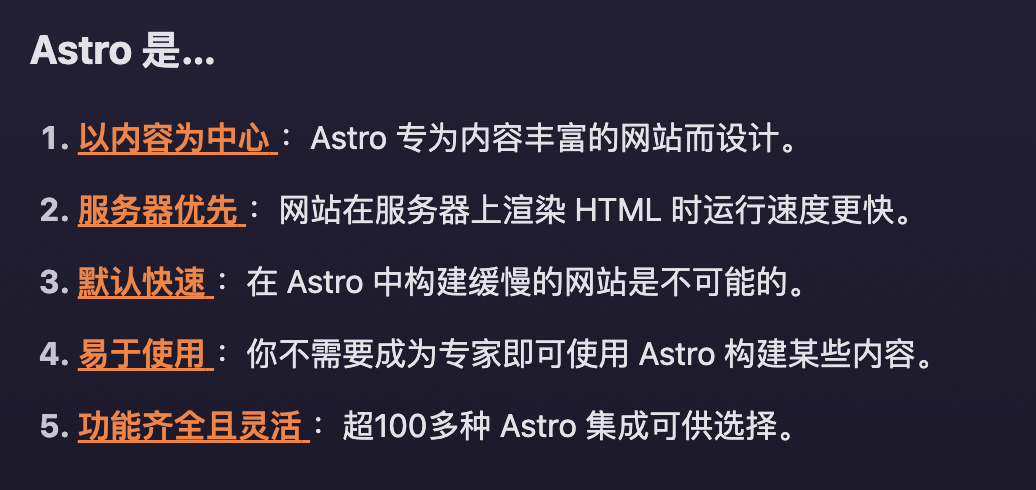 Astro 是...
1. 以内容为中心 ： Astro 专为内容丰富的网站而设计。
2. 服务器优先 ： 网站在服务器上渲染 HTML 时运行速度更快。
3. 默认快速 ： 在 Astro 中构建缓慢的网站是不可能的。
4. 易于使用 ： 你不需要成为专家即可使用 Astro 构建某些内容。
5. 功能齐全且灵活 ： 超100多种 Astro 集成可供选择。